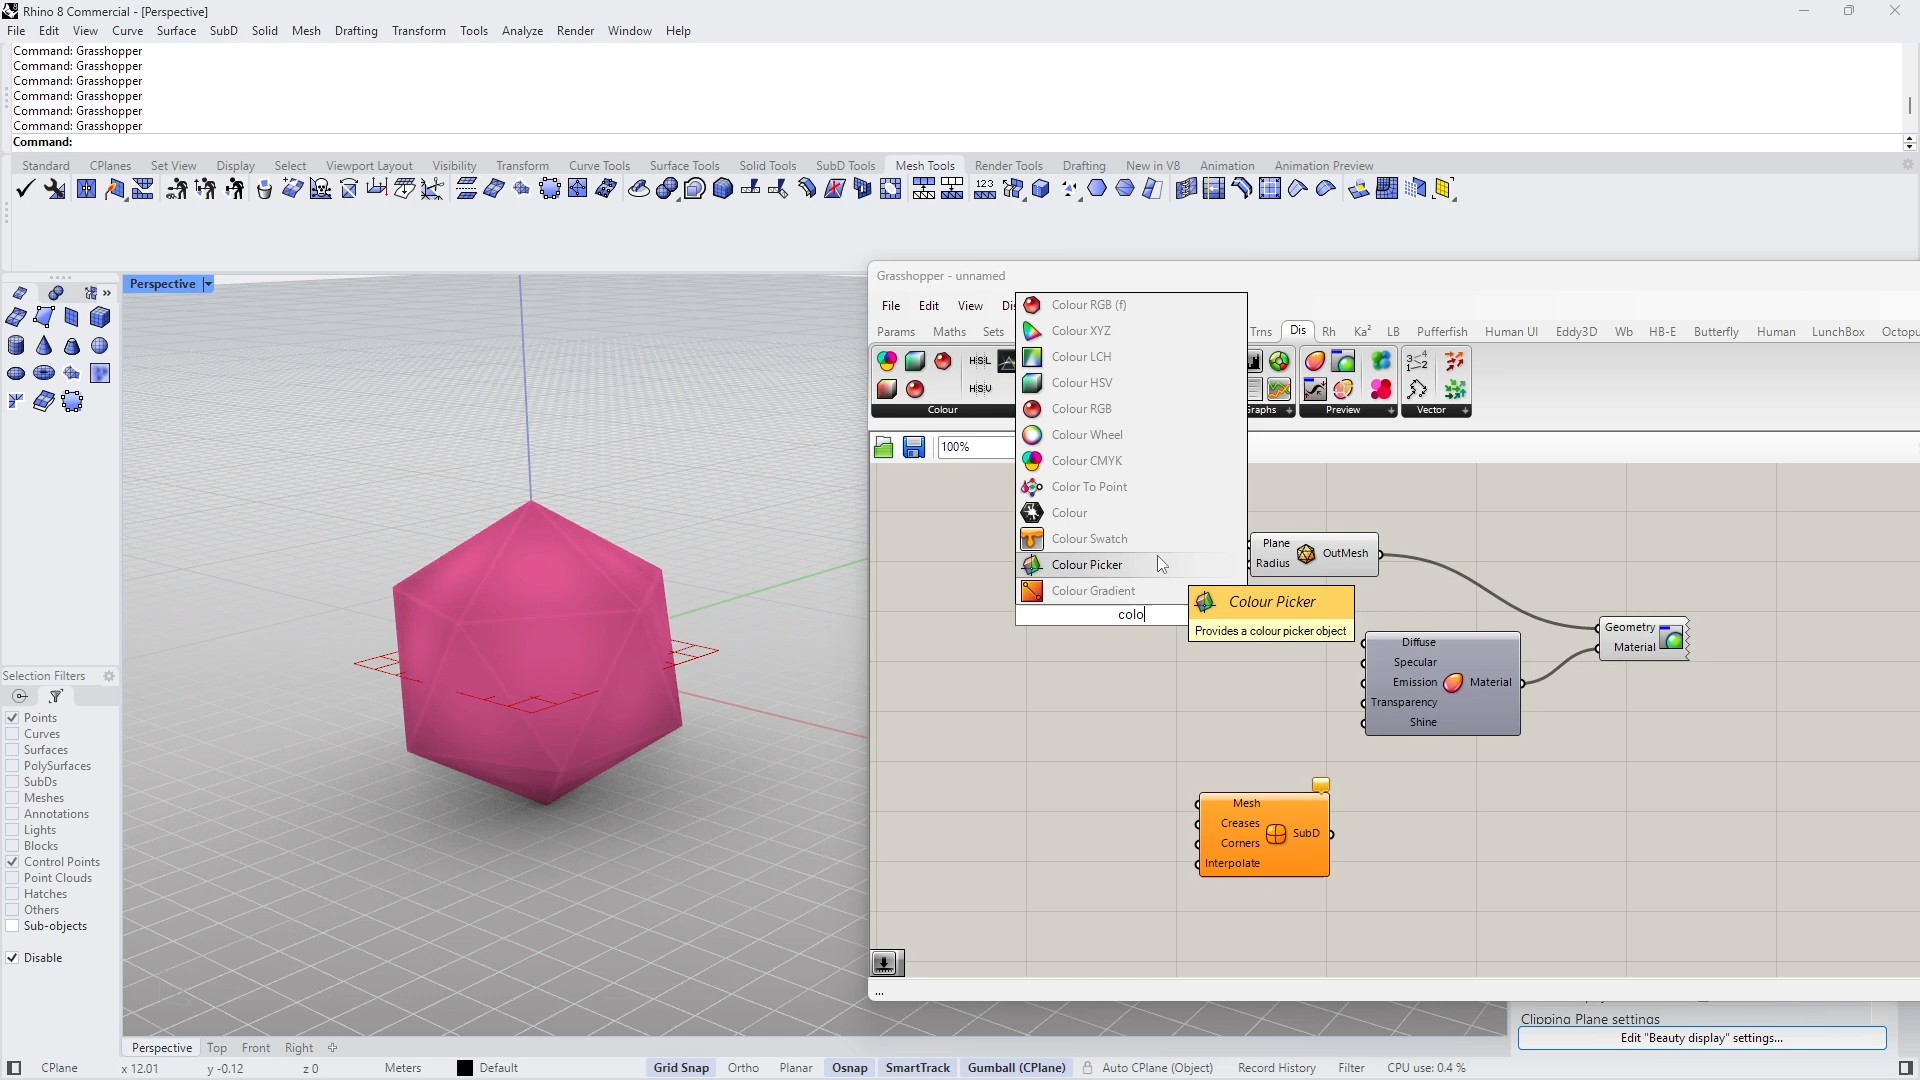 Rhino 8 Commercial - [Perspective]
File Edit View Curve Surface SubD Solid Mesh Drafting Transform Tools Analyze Render Window Help
Command: Grasshopper
Command: Grasshopper
Command: Grasshopper
Command: Grasshopper
Command: Grasshopper
Command: Grasshopper
Command:
Standard CPlanes Set View Display Select Viewport Layout Visibility Transform Curve Tools Surface Tools Solid Tools SubD Tools Mesh Tools Render Tools Drafting New in V8 Animation Animation Preview
123
Perspective
Grasshopper - unnamed
File Edit View Dis
Params Maths Sets Trns Dis Rh Ka² LB Pufferfish Human UI Eddy3D Wb HB-E Butterfly Human LunchBox Octopu
H:S:L
H:S:V
Colour raphs Preview Vector
100%
Colour RGB (f)
Colour XYZ
Colour LCH
Colour HSV
Colour RGB
Colour Wheel
Colour CMYK
Color To Point
Colour
Colour Swatch
Colour Picker
Colour Gradient
colo
Colour Picker
Provides a colour picker object
Plane
Radius
OutMesh
Geometry
Material
Diffuse
Specular
Emission
Transparency
Shine
Material
Mesh
Creases
Corners
Interpolate
SubD
...
Selection Filters
Points
Curves
Surfaces
PolySurfaces
SubDs
Meshes
Annotations
Lights
Blocks
Control Points
Point Clouds
Hatches
Others
Sub-objects
Disable
Clipping Plane settings
Edit "Beauty display" settings...
Perspective Top Front Right
CPlane x 12.01 y -0.12 z 0 Meters Default Grid Snap Ortho Planar Osnap SmartTrack Gumball (CPlane) Auto CPlane (Object) Record History Filter CPU use: 0.4 %